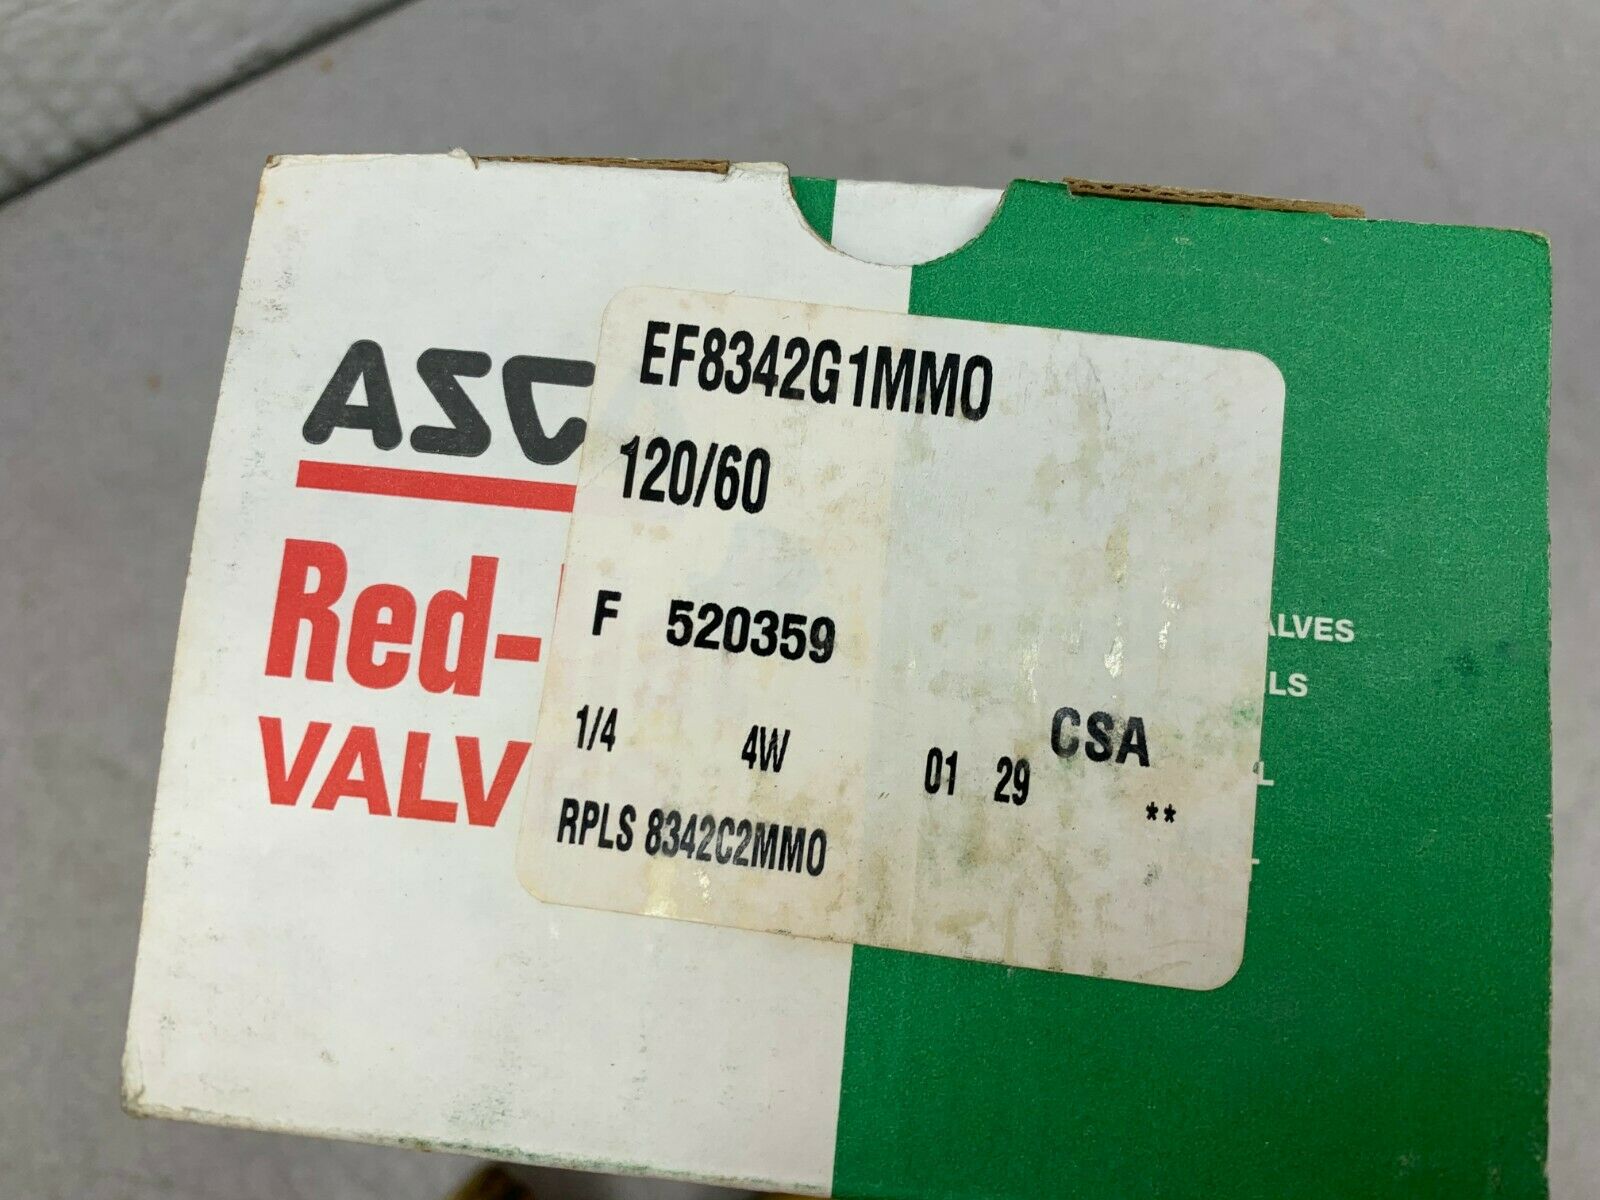 ASC
Red-
VALV
EF8342G1MMO
120/60
F 520359
1/4 4W 01 29 CSA
**
RPLS 8342C2MMO
ALVES
LS
L